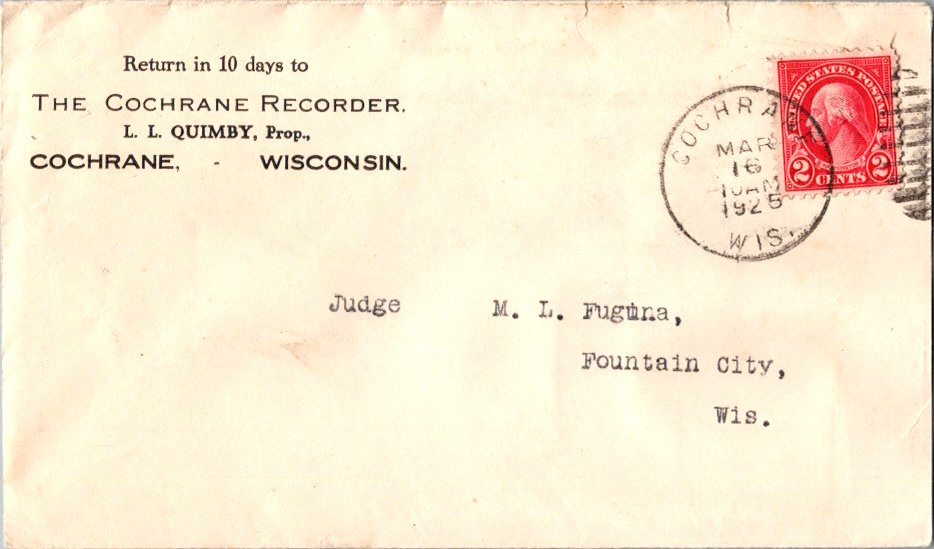 Return in 10 days to
THE COCHRANE RECORDER.
L. L. QUIMBY, Prop.,
COCHRANE, - WISCONSIN.
COCHRANE
MAR
16
10AM
1925
WIS.
UNITED STATES POSTAGE
2 CENTS 2
Judge M. L. Fugina,
Fountain City,
Wis.